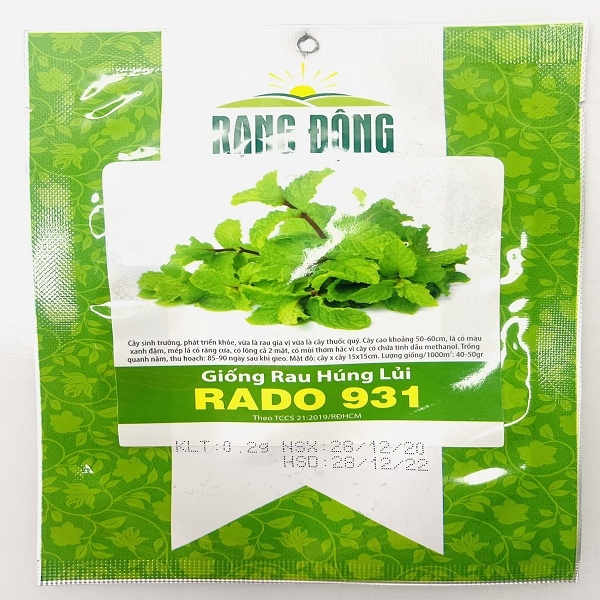 RẠNG ĐÔNG
Cây sinh trưởng, phát triển khỏe, vừa là rau gia vị vừa là cây thuốc quý. Cây cao khoảng 50-60cm, lá có màu
xanh đậm, mép lá có răng cưa, có lông cả 2 mặt, có mùi thơm hắc vì cây có chứa tinh dầu methanol. Trồng
quanh năm, thu hoạch: 85-90 ngày sau khi gieo. Mật độ: cây x cây 15x15cm. Lượng giống/1000m²: 40-50gr
Giống Rau Húng Lủi
RADO 931
Theo TCCS 21:2019/RĐHCM
KLT:0.2g NSX:28/12/20
HSD:28/12/22